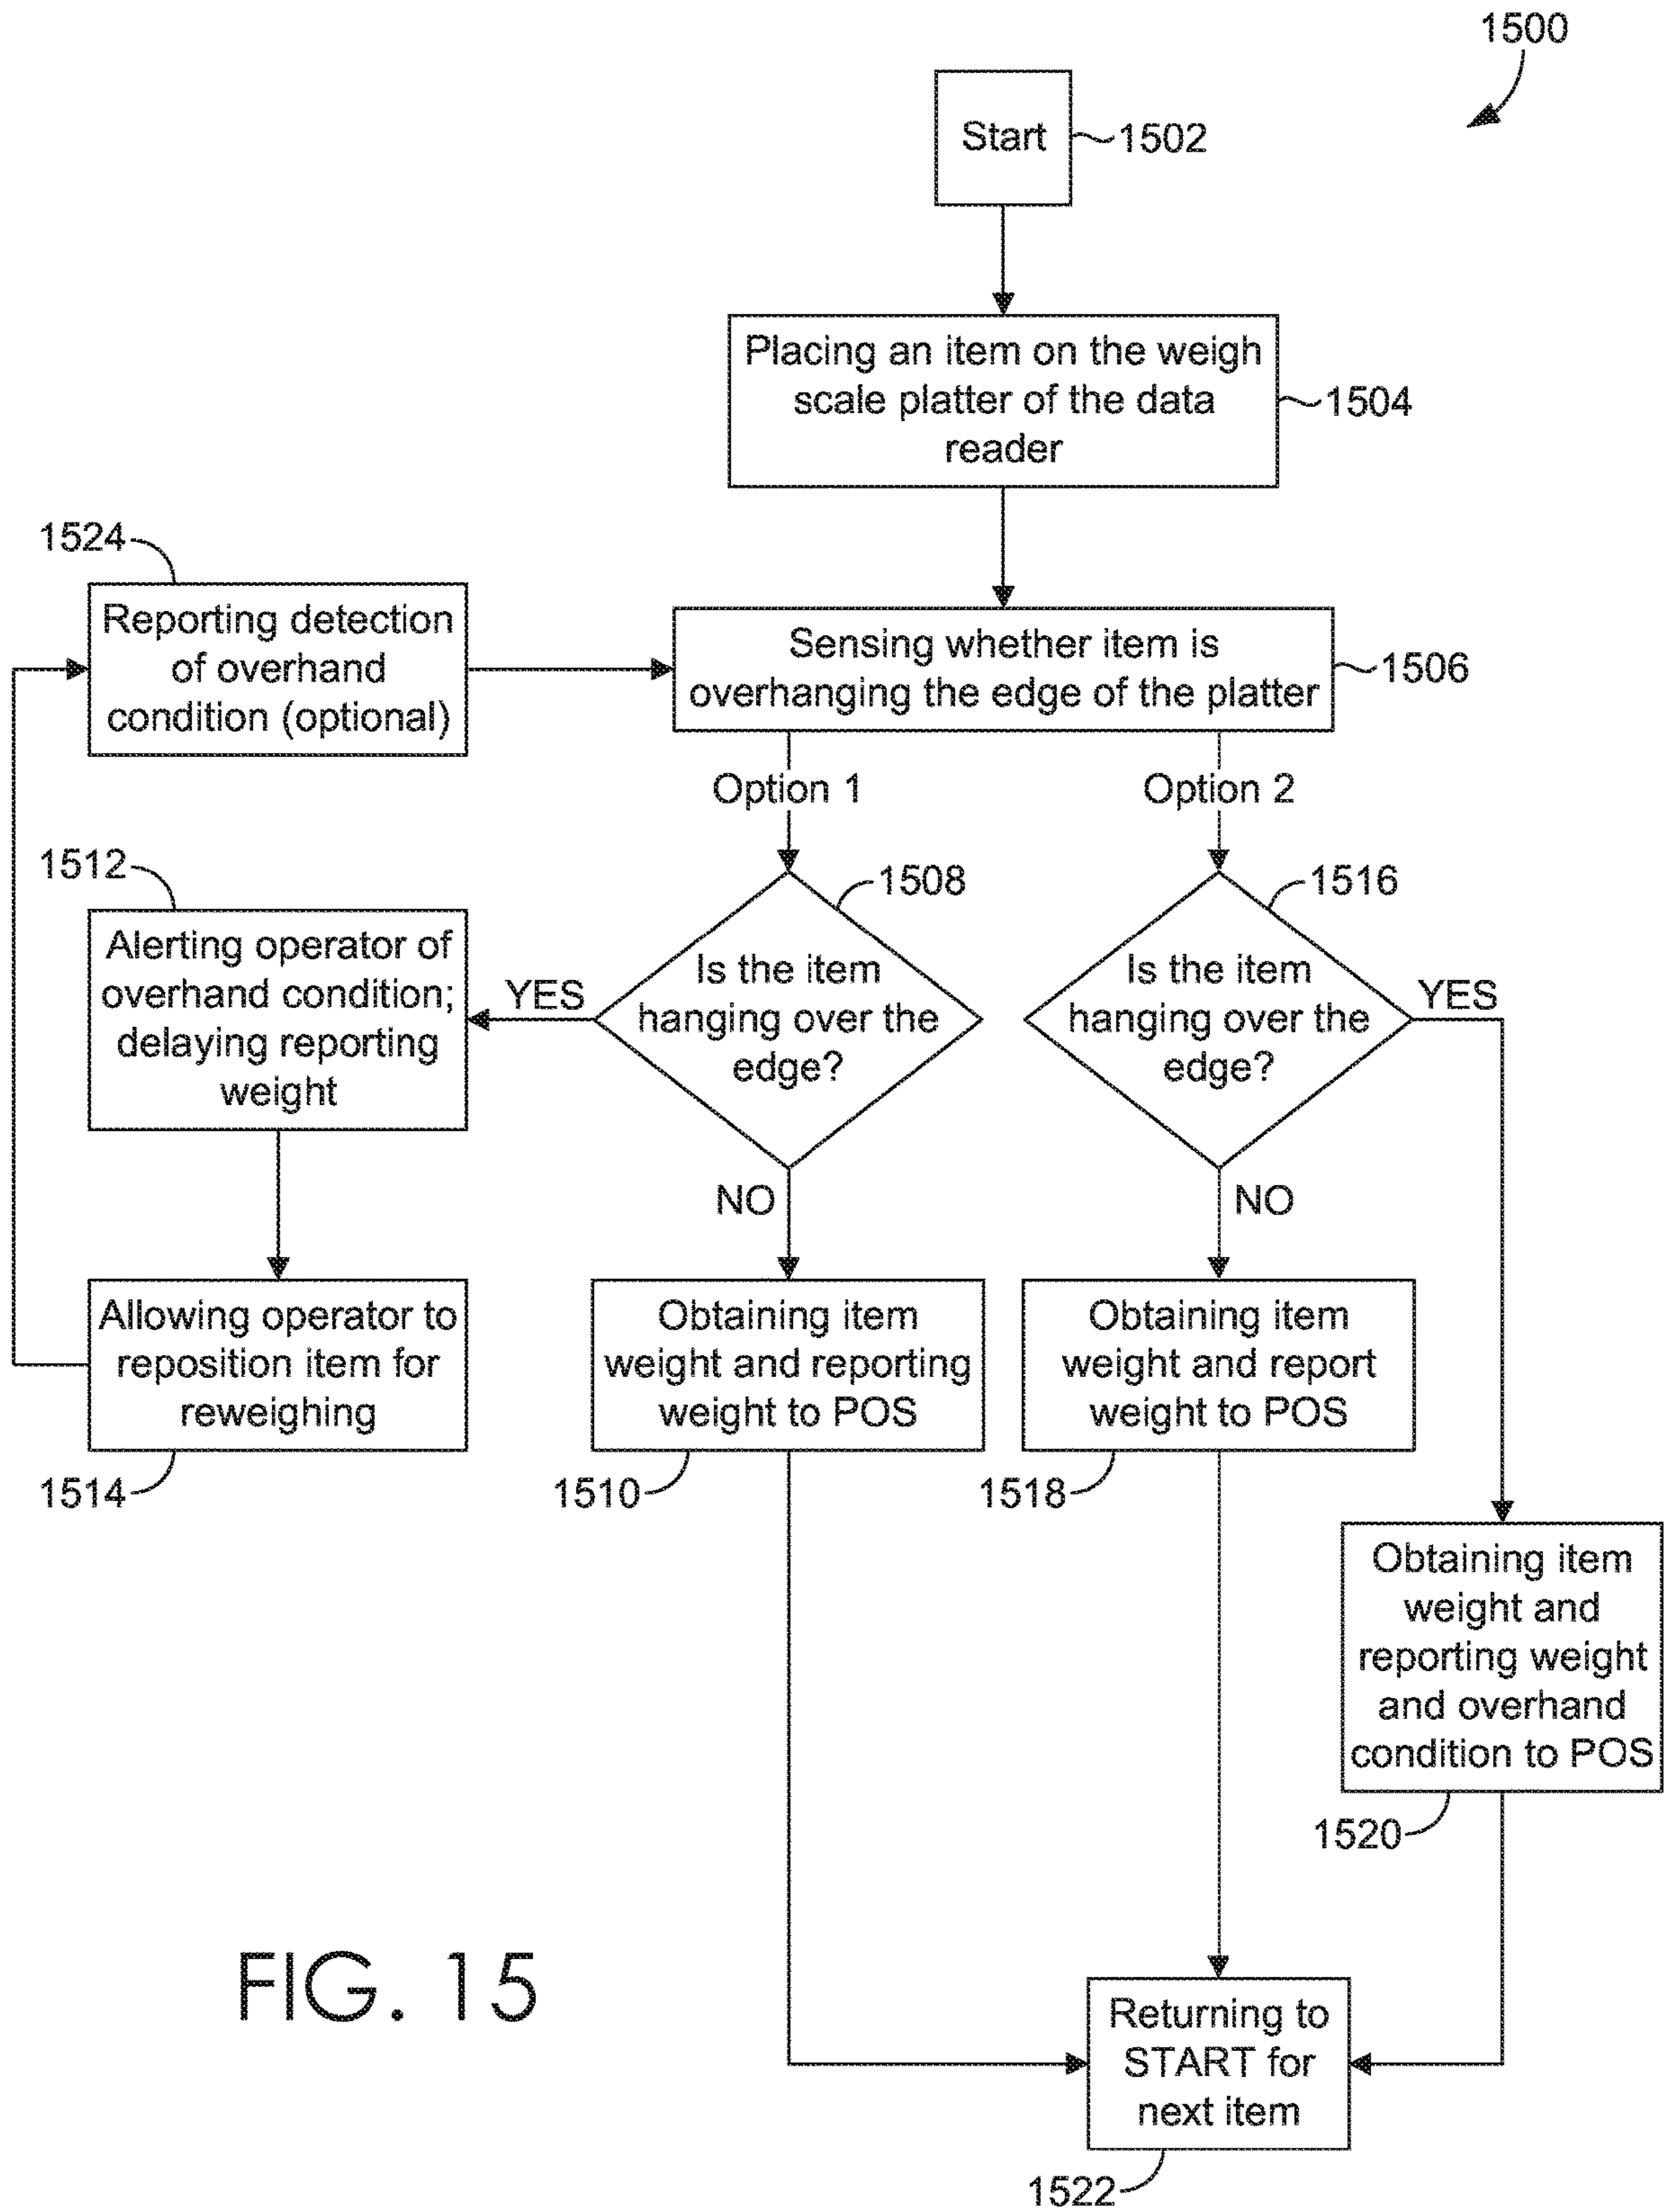 1500
Start
1502
Placing an item on the weigh
scale platter of the data
reader
1504
1524
Reporting detection
of overhand
condition (optional)
Sensing whether item is
overhanging the edge of the platter
1506
Option 1
Option 2
1512
Alerting operator of
overhand condition;
delaying reporting
weight
YES
1508
Is the item
hanging over the
edge?
1516
Is the item
hanging over the
edge?
YES
NO
NO
Allowing operator to
reposition item for
reweighing
1514
Obtaining item
weight and reporting
weight to POS
1510
Obtaining item
weight and report
weight to POS
1518
Obtaining item
weight and
reporting weight
and overhand
condition to POS
1520
FIG. 15
Returning to
START for
next item
1522